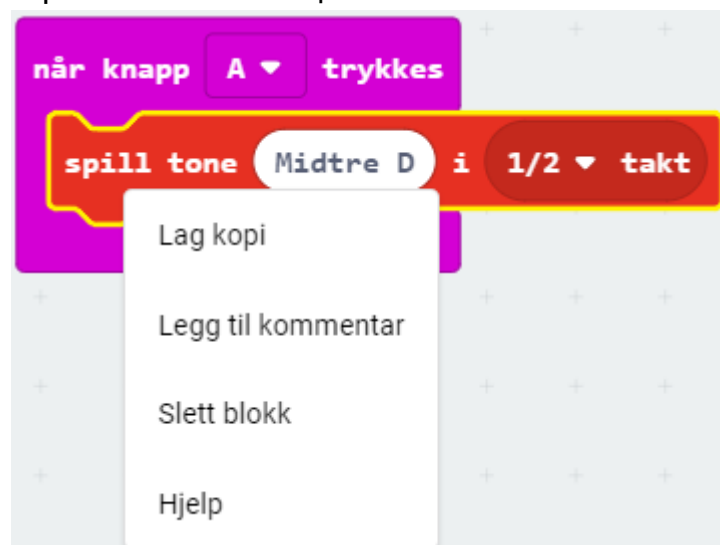 når knapp A trykkes
spill tone Midtre D i 1/2 takt
Lag kopi
Legg til kommentar
Slett blokk
Hjelp